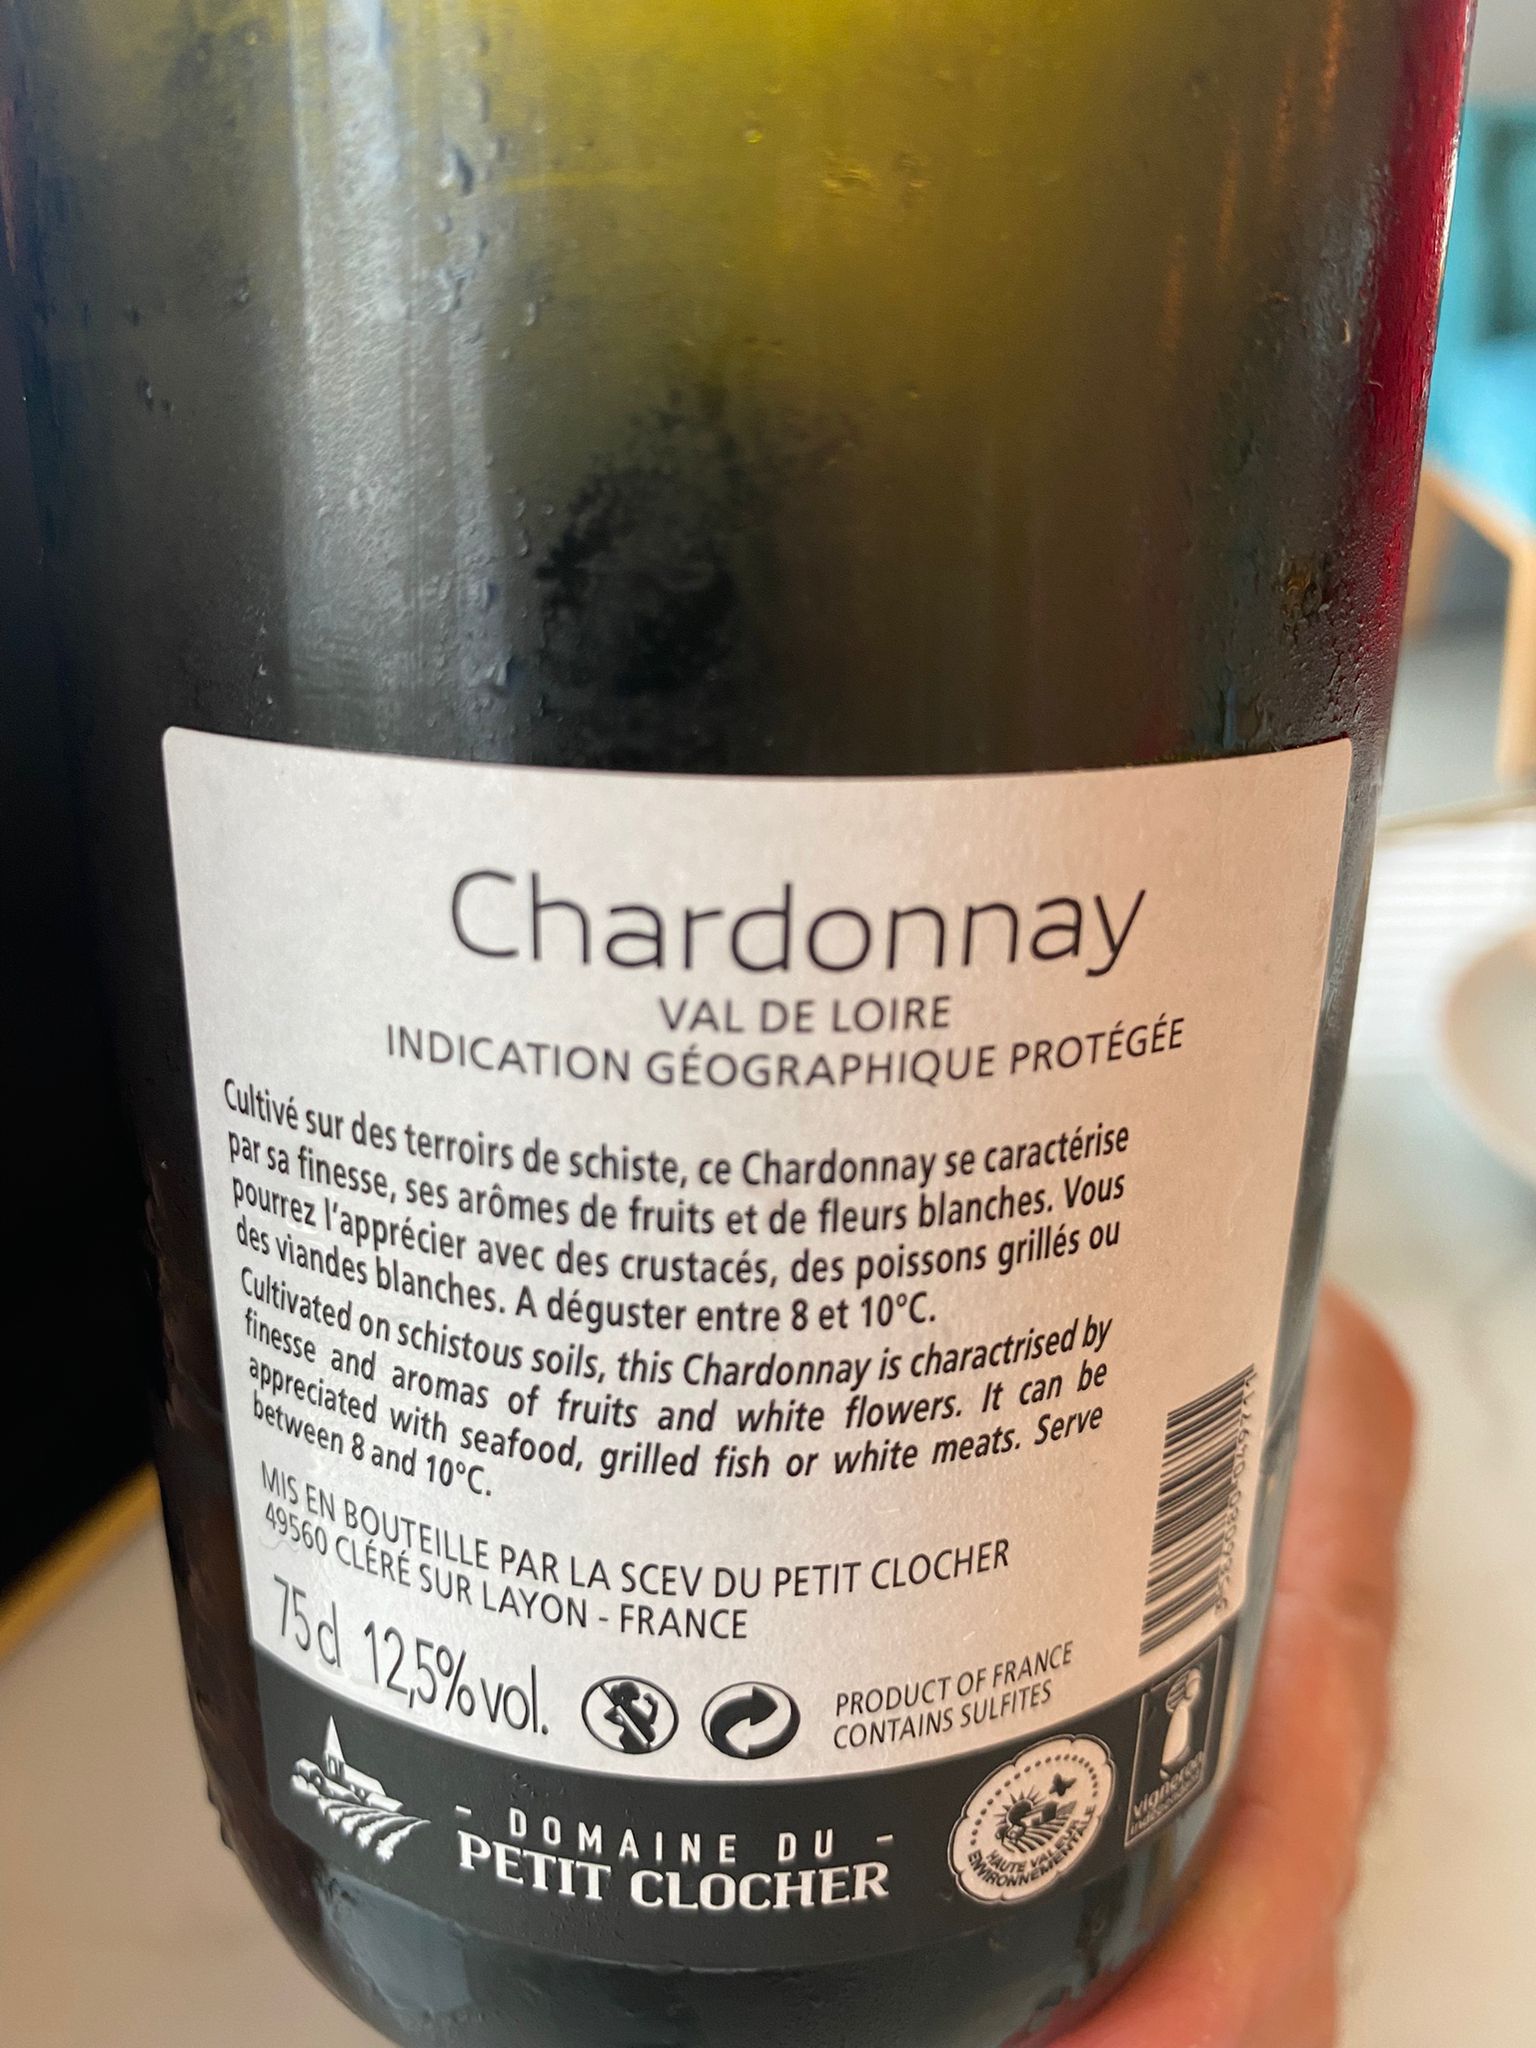 Chardonnay
VAL DE LOIRE
INDICATION GÉOGRAPHIQUE PROTÉGÉE
Cultivé sur des terroirs de schiste, ce Chardonnay se caractérise
par sa finesse, ses arômes de fruits et de fleurs blanches. Vous
pourrez l'apprécier avec des crustacés, des poissons grillés ou
des viandes blanches. A déguster entre 8 et 10°C.
Cultivated on schistous soils, this Chardonnay is charactrised by
finesse and aromas of fruits and white flowers. It can be
appreciated with seafood, grilled fish or white meats. Serve
between 8 and 10°C.
MIS EN BOUTEILLE PAR LA SCEV DU PETIT CLOCHER
49560 CLÉRÉ SUR LAYON - FRANCE
75cl 12,5%vol.
PRODUCT OF FRANCE
CONTAINS SULFITES
- DOMAINE DU -
PETIT CLOCHER
HAUTE VALEUR
ENVIRONNEMENTALE
vigneron